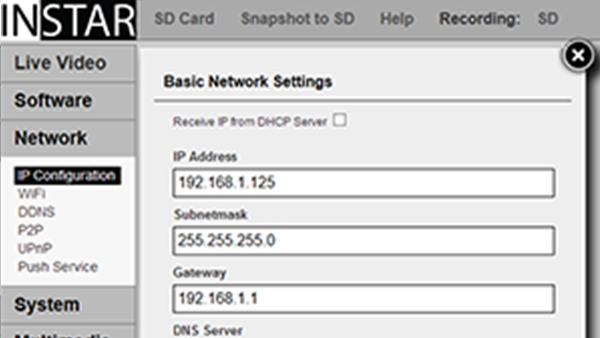 INSTAR
SD Card Snapshot to SD Help Recording: SD
Live Video
Software
Network
IP Configuration
WiFi
DDNS
P2P
UPnP
Push Service
System
Multimedia
Basic Network Settings
Receive IP from DHCP Server
IP Address
192.168.1.125
Subnetmask
255.255.255.0
Gateway
192.168.1.1
DNS Server